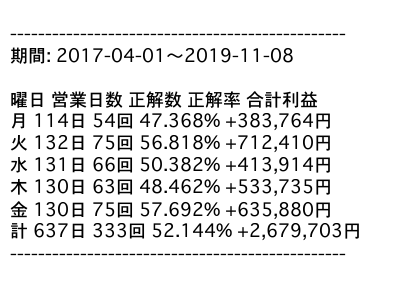 ------------------------------------------------
期間: 2017-04-01〜2019-11-08
曜日 営業日数 正解数 正解率 合計利益
月 114日 54回 47.368% +383,764円
火 132日 75回 56.818% +712,410円
水 131日 66回 50.382% +413,914円
木 130日 63回 48.462% +533,735円
金 130日 75回 57.692% +635,880円
計 637日 333回 52.144% +2,679,703円
------------------------------------------------